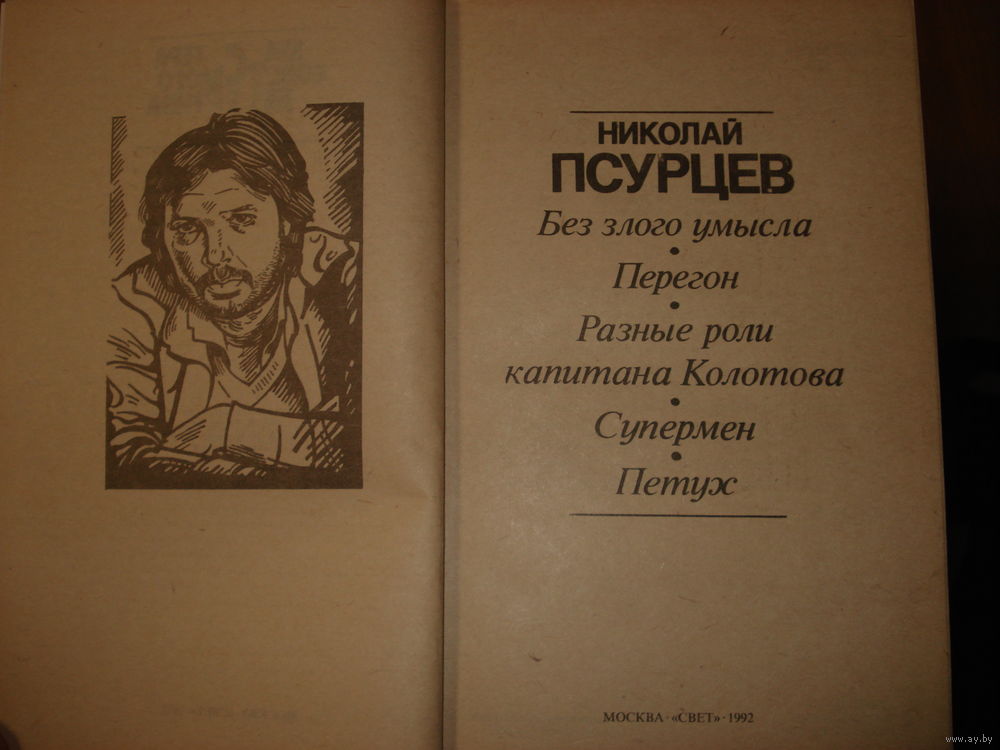 НИКОЛАЙ
ПСУРЦЕВ
Без злого умысла
•
Перегон
•
Разные роли
капитана Колотова
•
Супермен
•
Петух
МОСКВА · «СВЕТ» · 1992
www.ay.by